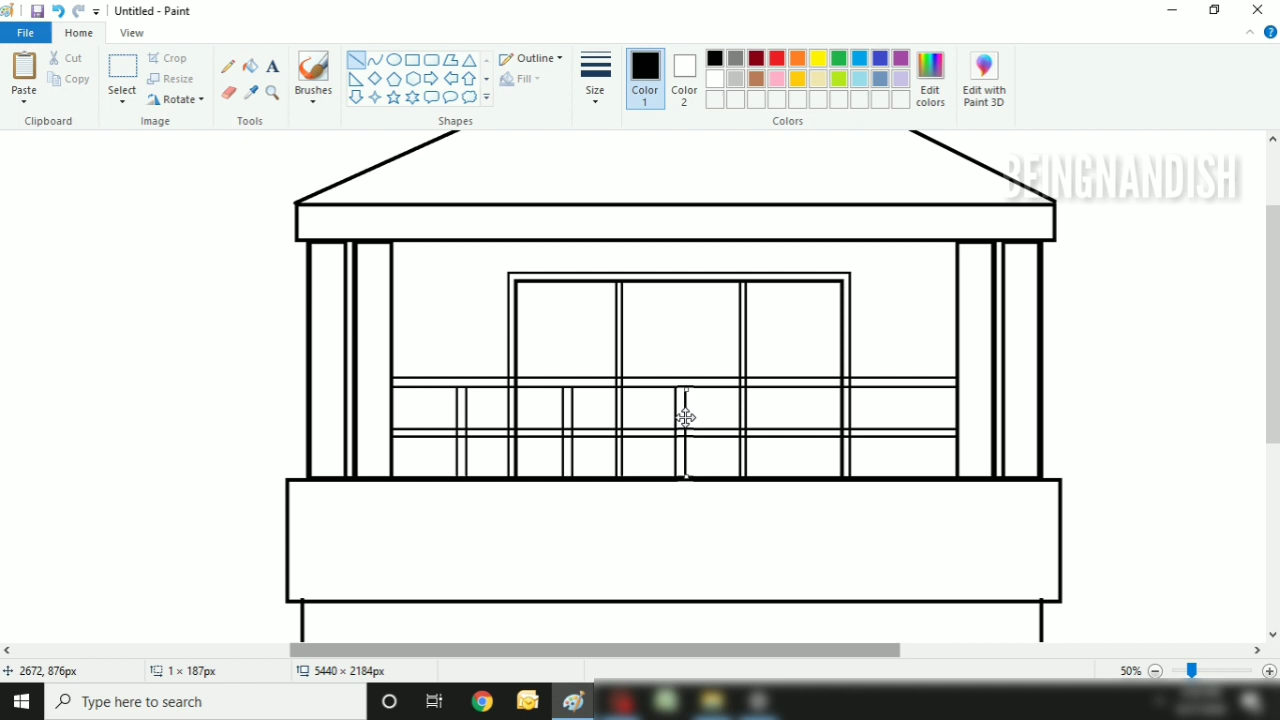 Untitled - Paint
File
Home
View
Paste
Cut
Copy
Clipboard
Select
Crop
Resize
Rotate
Image
A
Tools
Brushes
Outline
Fill
Shapes
Size
Color 1
Color 2
Edit colors
Colors
Edit with Paint 3D
BEINGNANDISH
2672, 876px
1 × 187px
5440 × 2184px
50%
Type here to search